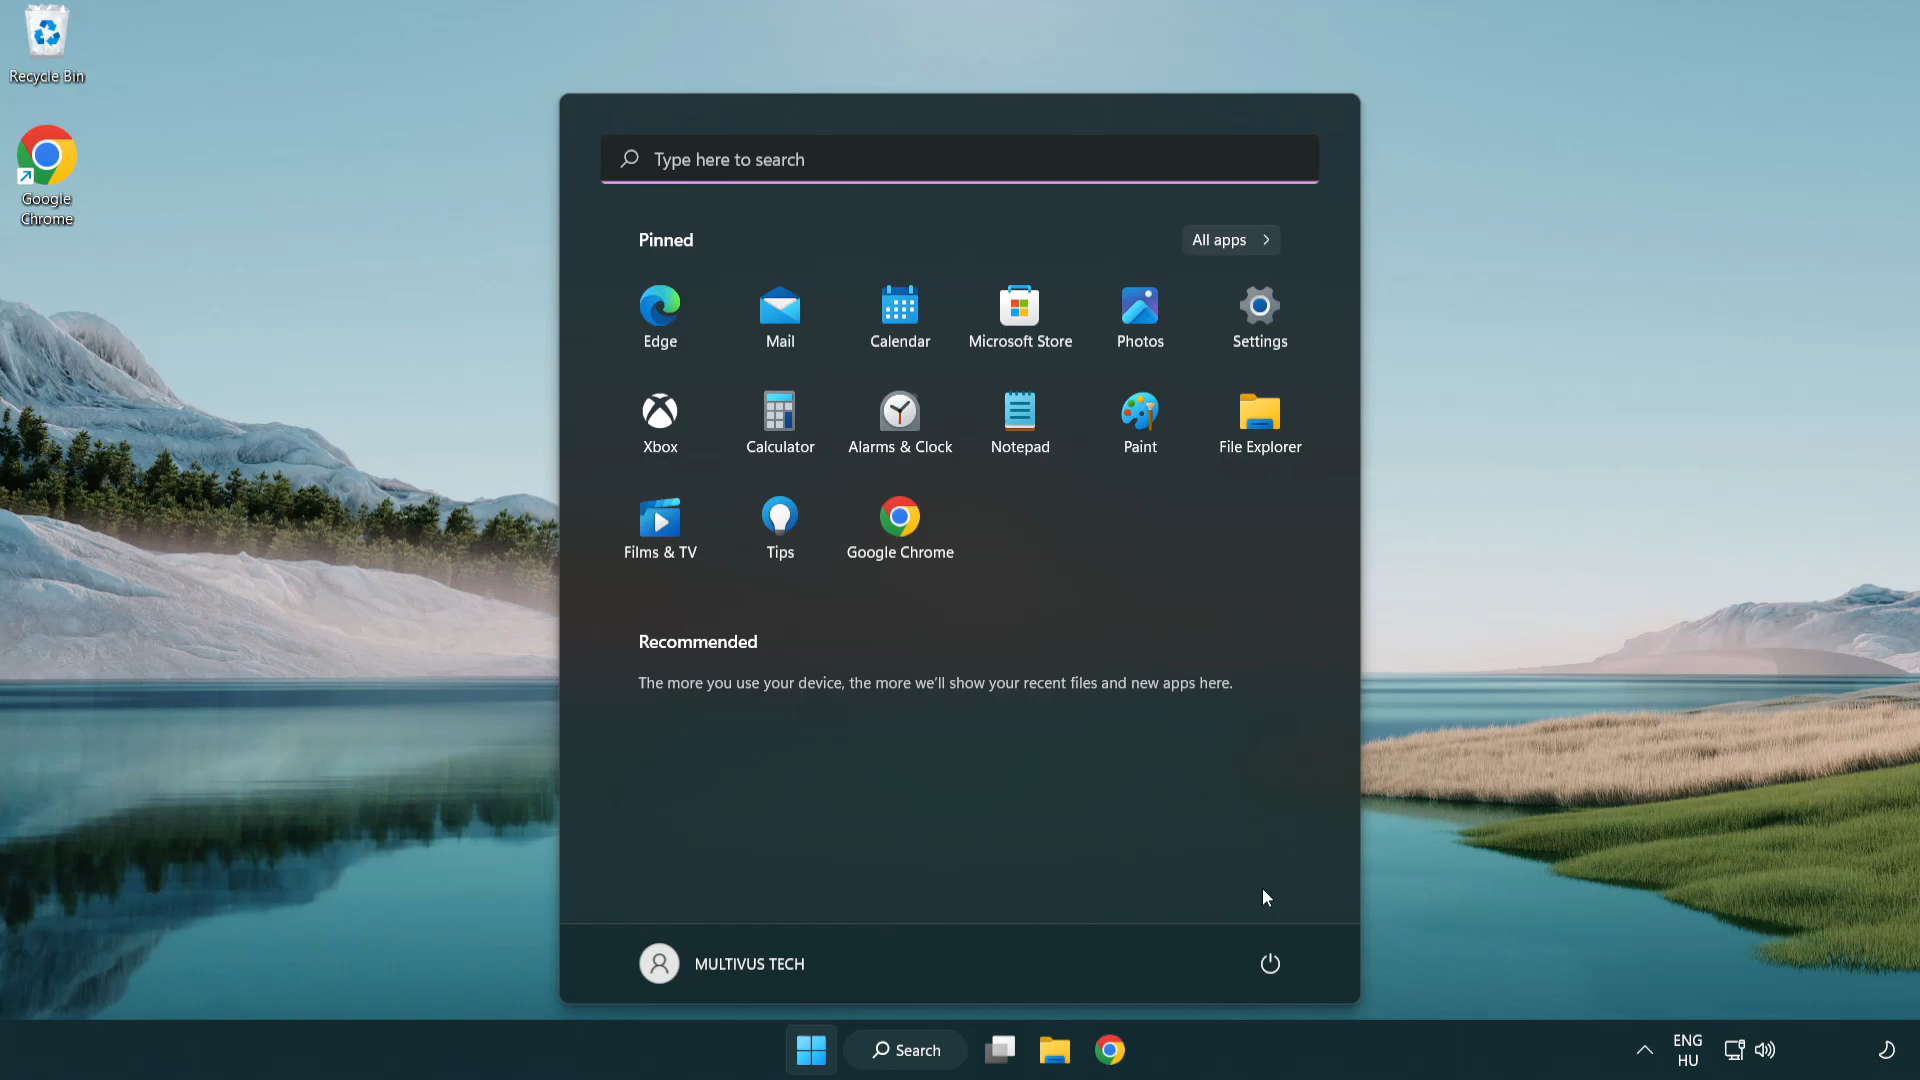 Recycle Bin
Google
Chrome
Type here to search
Pinned
All apps
Edge
Mail
Calendar
Microsoft Store
Photos
Settings
Xbox
Calculator
Alarms & Clock
Notepad
Paint
File Explorer
Films & TV
Tips
Google Chrome
Recommended
The more you use your device, the more we'll show your recent files and new apps here.
MULTIVUS TECH
Search
ENG
HU